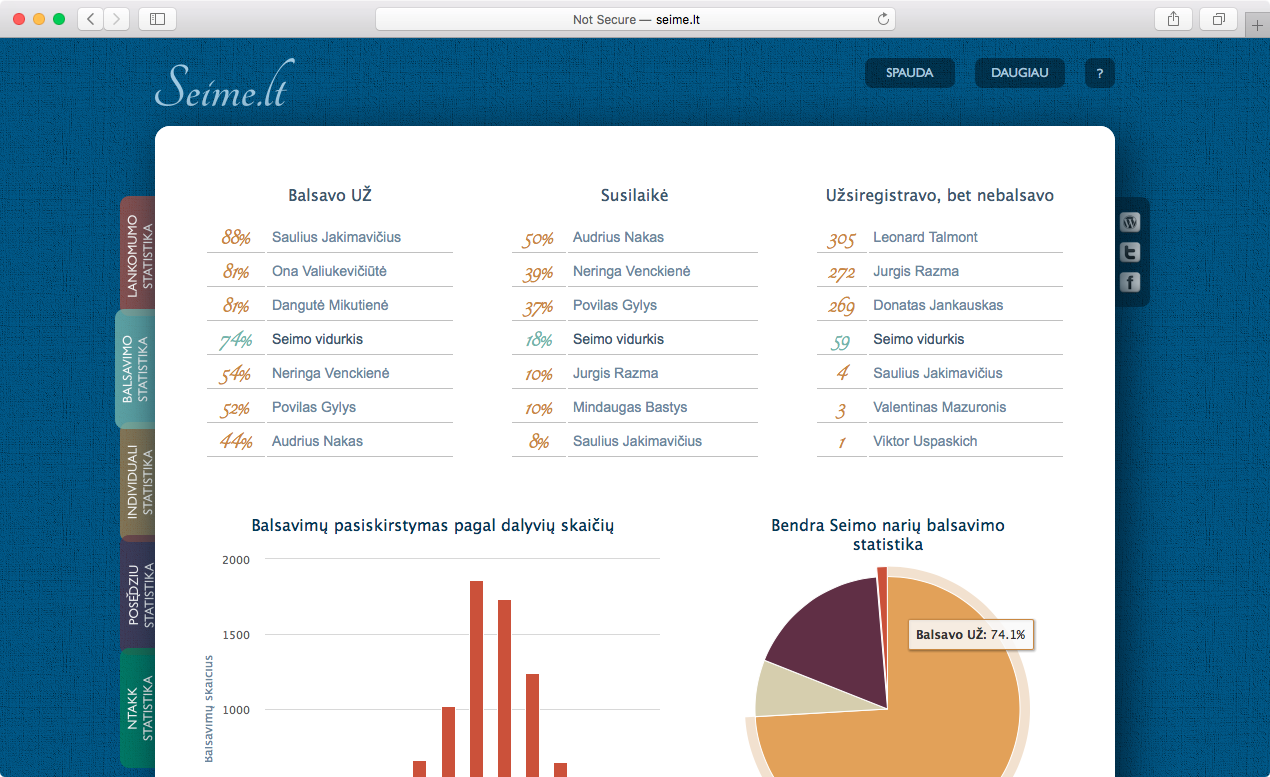 Not Secure — seime.lt
Seime.lt
SPAUDA
DAUGIAU
?
LANKOMUMO
STATISTIKA
BALSAVIMO
STATISTIKA
INDIVIDUALI
STATISTIKA
POSĖDŽIU
STATISTIKA
NTAKK
STATISTIKA
Balsavo UŽ
88% Saulius Jakimavičius
81% Ona Valiukevičiūtė
81% Dangutė Mikutienė
74% Seimo vidurkis
54% Neringa Venckienė
52% Povilas Gylys
44% Audrius Nakas
Susilaikė
50% Audrius Nakas
39% Neringa Venckienė
37% Povilas Gylys
18% Seimo vidurkis
10% Jurgis Razma
10% Mindaugas Bastys
8% Saulius Jakimavičius
Užsiregistravo, bet nebalsavo
305 Leonard Talmont
272 Jurgis Razma
269 Donatas Jankauskas
59 Seimo vidurkis
4 Saulius Jakimavičius
3 Valentinas Mazuronis
1 Viktor Uspaskich
Balsavimų pasiskirstymas pagal dalyvių skaičių
2000
1500
1000
Balsavimų skaičius
Bendra Seimo narių balsavimo
statistika
Balsavo UŽ: 74.1%